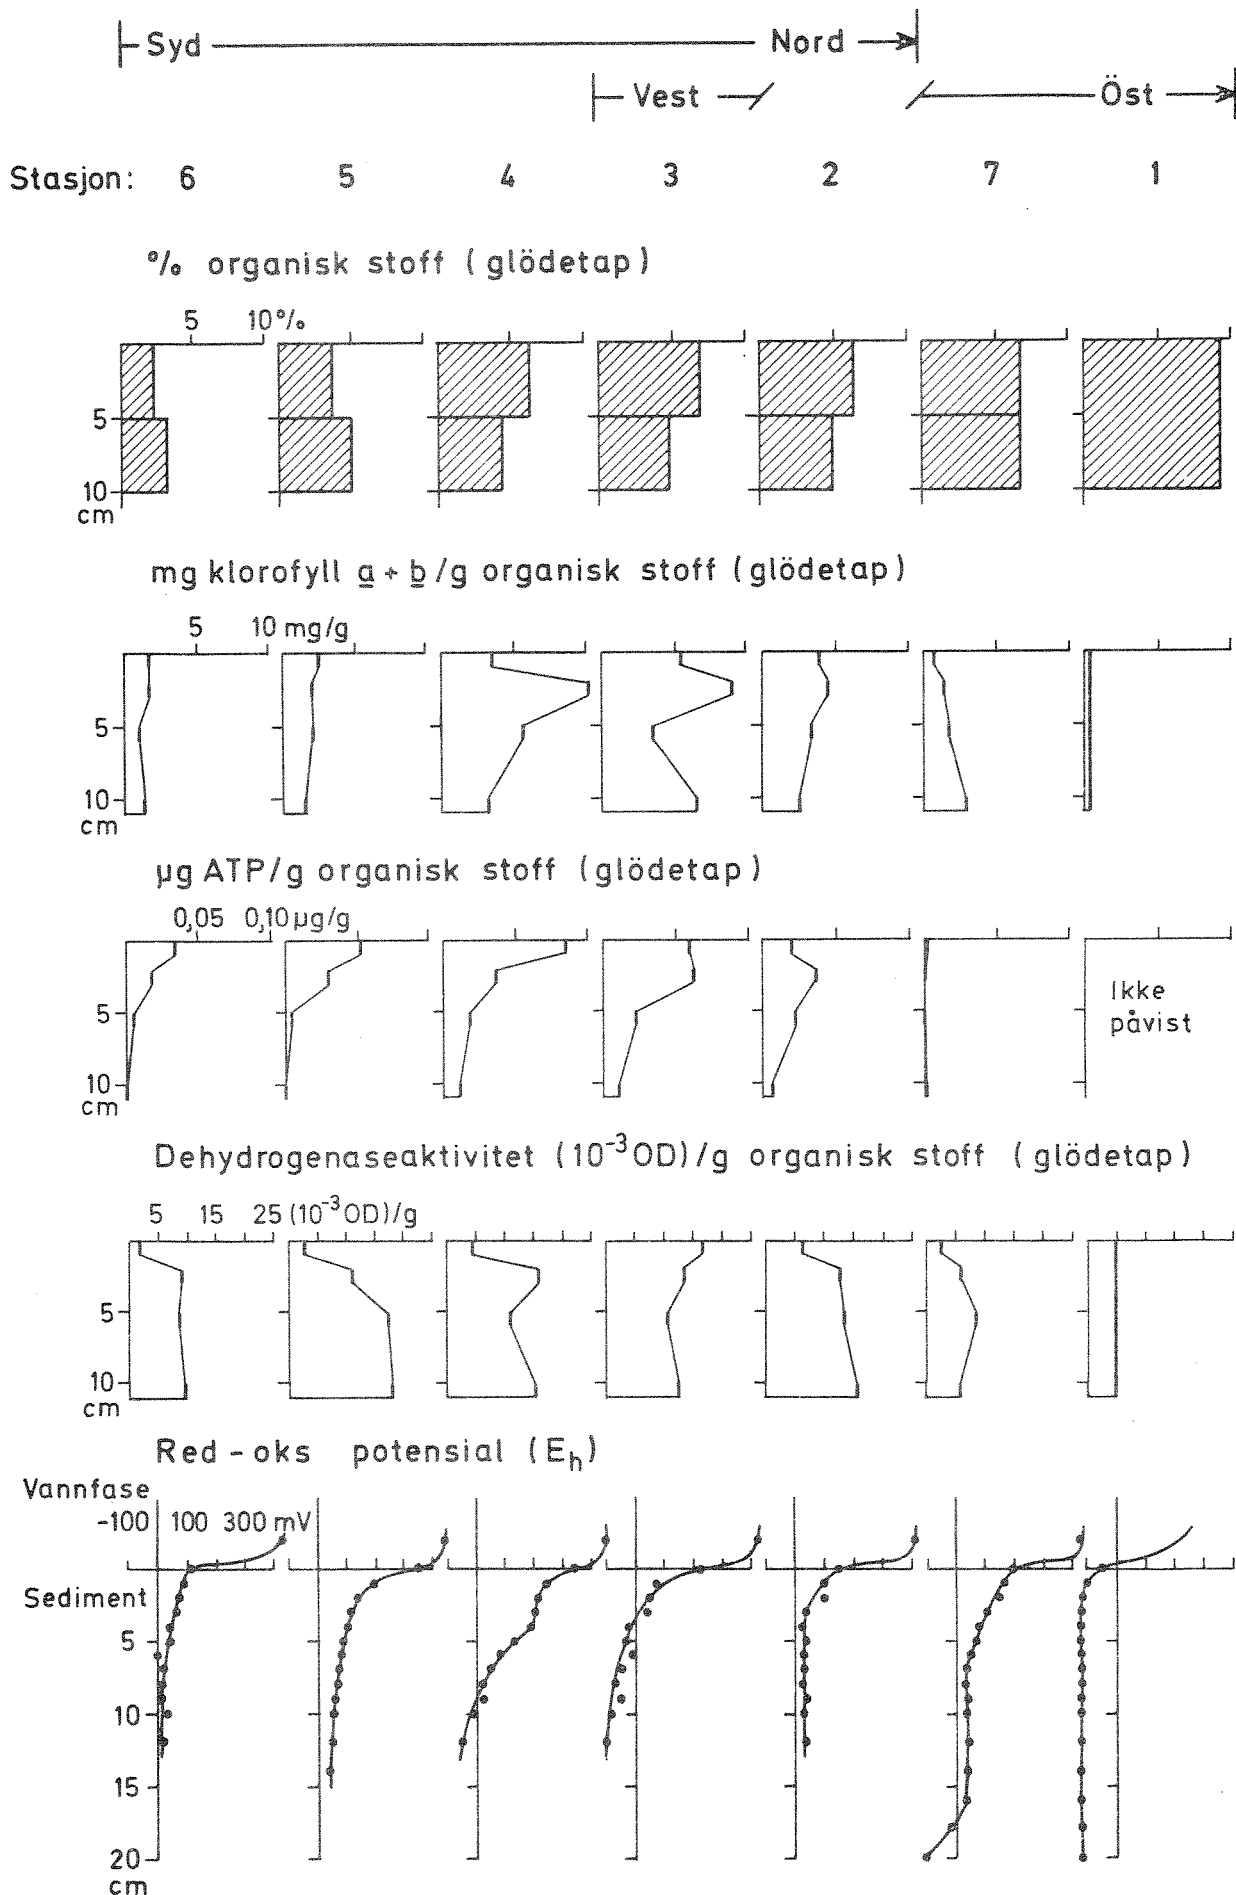 Syd Nord
Vest Öst
Stasjon: 6 5 4 3 2 7 1
% organisk stoff (glödetap)
5 10%
5
10
cm
mg klorofyll a + b/g organisk stoff (glödetap)
5 10 mg/g
5
10
cm
µg ATP/g organisk stoff (glödetap)
0,05 0,10 µg/g
Ikke
påvist
5
10
cm
Dehydrogenaseaktivitet (10⁻³OD)/g organisk stoff (glödetap)
5 15 25 (10⁻³OD)/g
5
10
cm
Red-oks potensial (Eₕ)
Vannfase
-100 100 300 mV
Sediment
5
10
15
20
cm